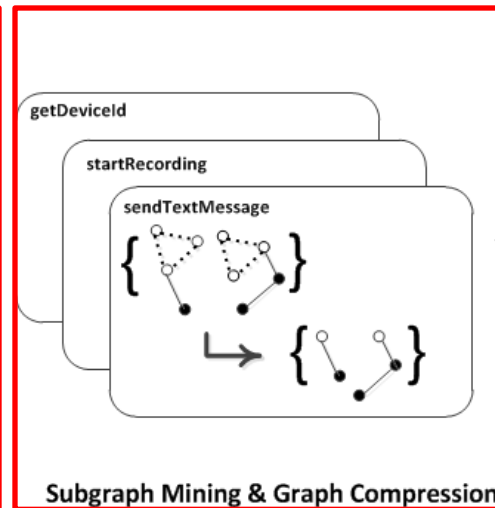 getDeviceId
startRecording
sendTextMessage
Subgraph Mining & Graph Compression